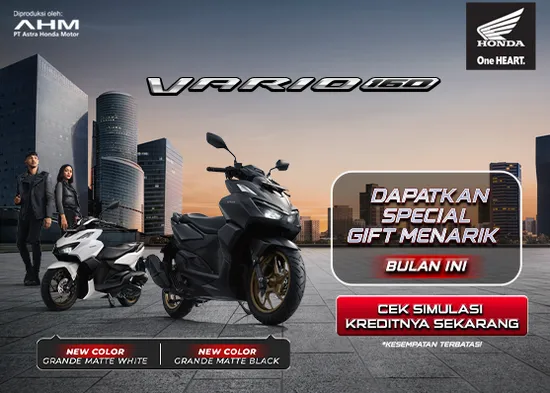 Diproduksi oleh:
AHM
PT Astra Honda Motor
HONDA
One HEART.
VARIO 160
DAPATKAN
SPECIAL
GIFT MENARIK
BULAN INI
CEK SIMULASI
KREDITNYA SEKARANG
*KESEMPATAN TERBATAS!
NEW COLOR
GRANDE MATTE WHITE
NEW COLOR
GRANDE MATTE BLACK